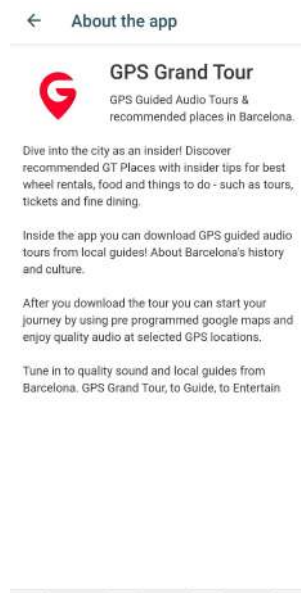 About the app
GPS Grand Tour
GPS Guided Audio Tours &
recommended places in Barcelona.
Dive into the city as an insider! Discover
recommended GT Places with insider tips for best
wheel rentals, food and things to do - such as tours,
tickets and fine dining.
Inside the app you can download GPS guided audio
tours from local guides! About Barcelona's history
and culture.
After you download the tour you can start your
journey by using pre programmed google maps and
enjoy quality audio at selected GPS locations.
Tune in to quality sound and local guides from
Barcelona. GPS Grand Tour, to Guide, to Entertain